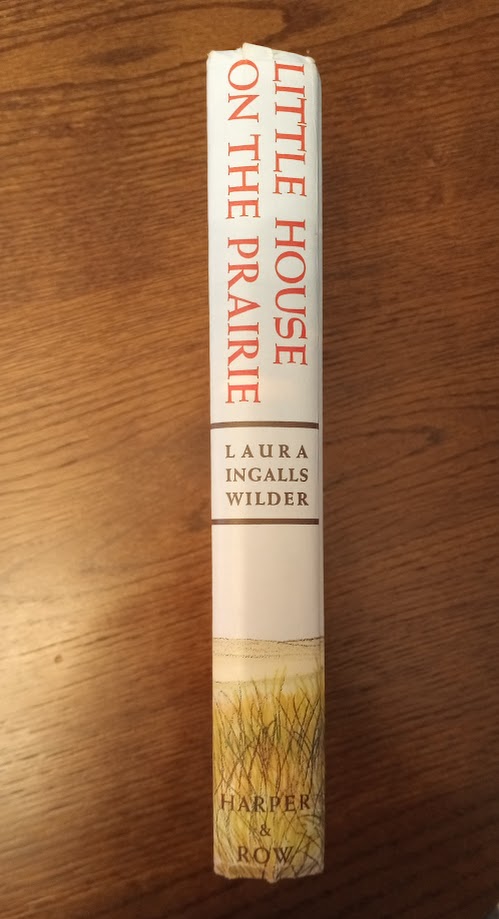 LITTLE HOUSE
ON THE PRAIRIE
LAURA
INGALLS
WILDER
HARPER
&
ROW